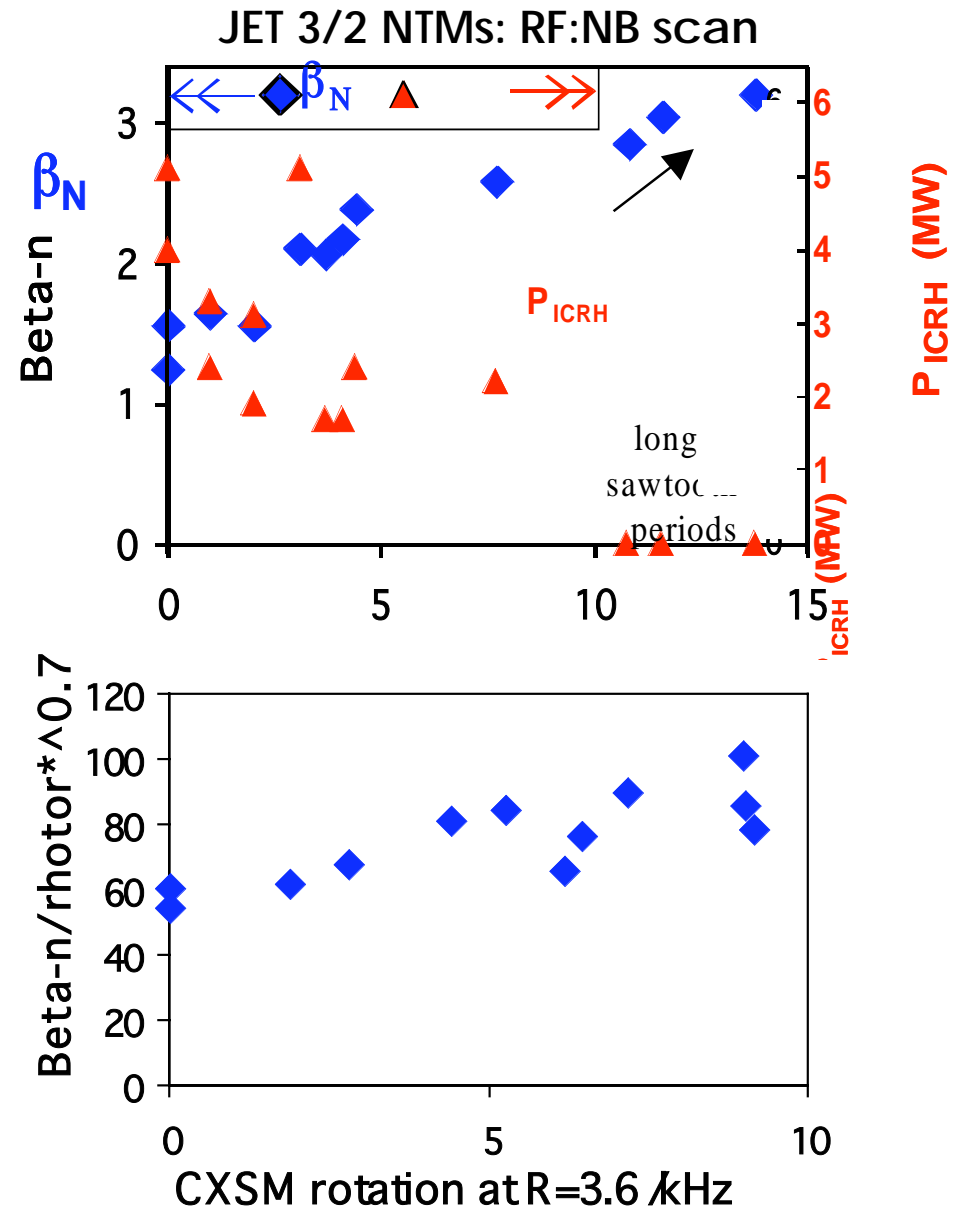 JET 3/2 NTMs: RF:NB scan
βN
βN
Beta-n
3
2
1
0
6
5
4
3
2
1
PICRH (MW)
PICRH
long
periods
0 5 10 15
ICRH (MW)
Beta-n/rhotor*^0.7
120
100
80
60
40
20
0
0 5 10
CXSM rotation at R=3.6 /kHz